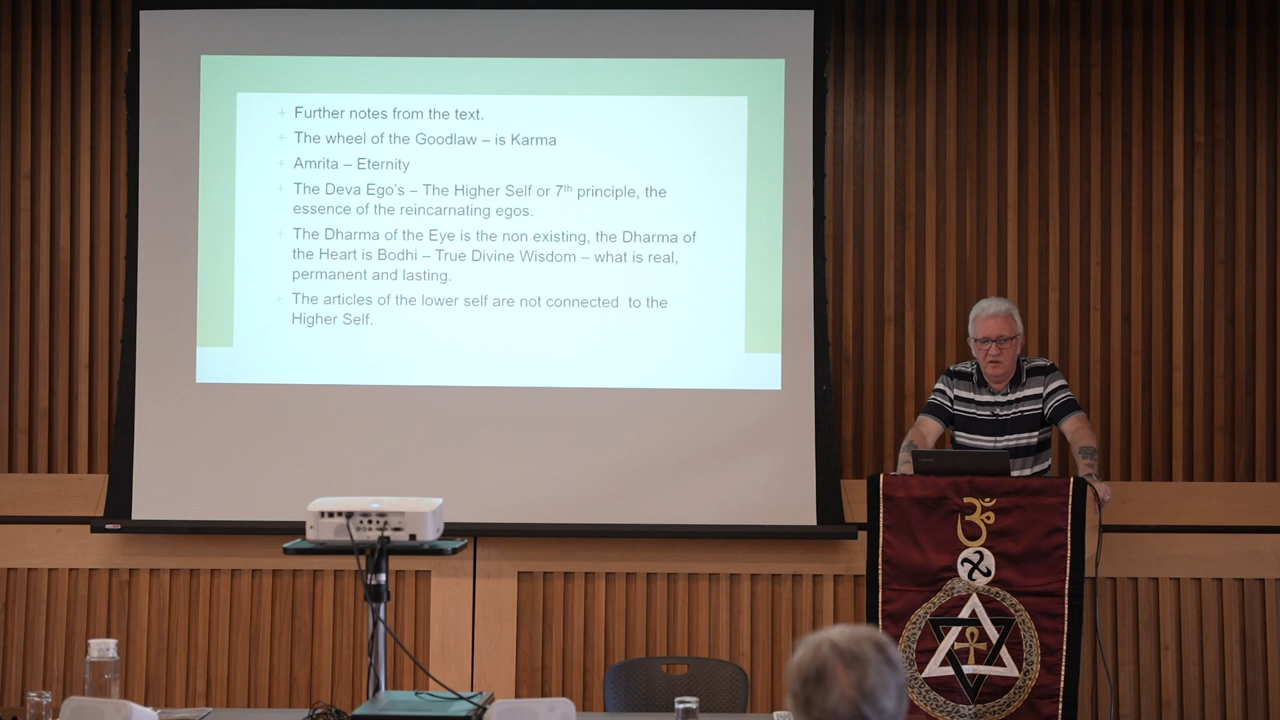 + Further notes from the text.
+ The wheel of the Goodlaw – is Karma
+ Amrita – Eternity
+ The Deva Ego's – The Higher Self or 7th principle, the
essence of the reincarnating egos.
+ The Dharma of the Eye is the non existing, the Dharma of
the Heart is Bodhi – True Divine Wisdom – what is real,
permanent and lasting.
+ The articles of the lower self are not connected to the
Higher Self.
Lenovo
ॐ